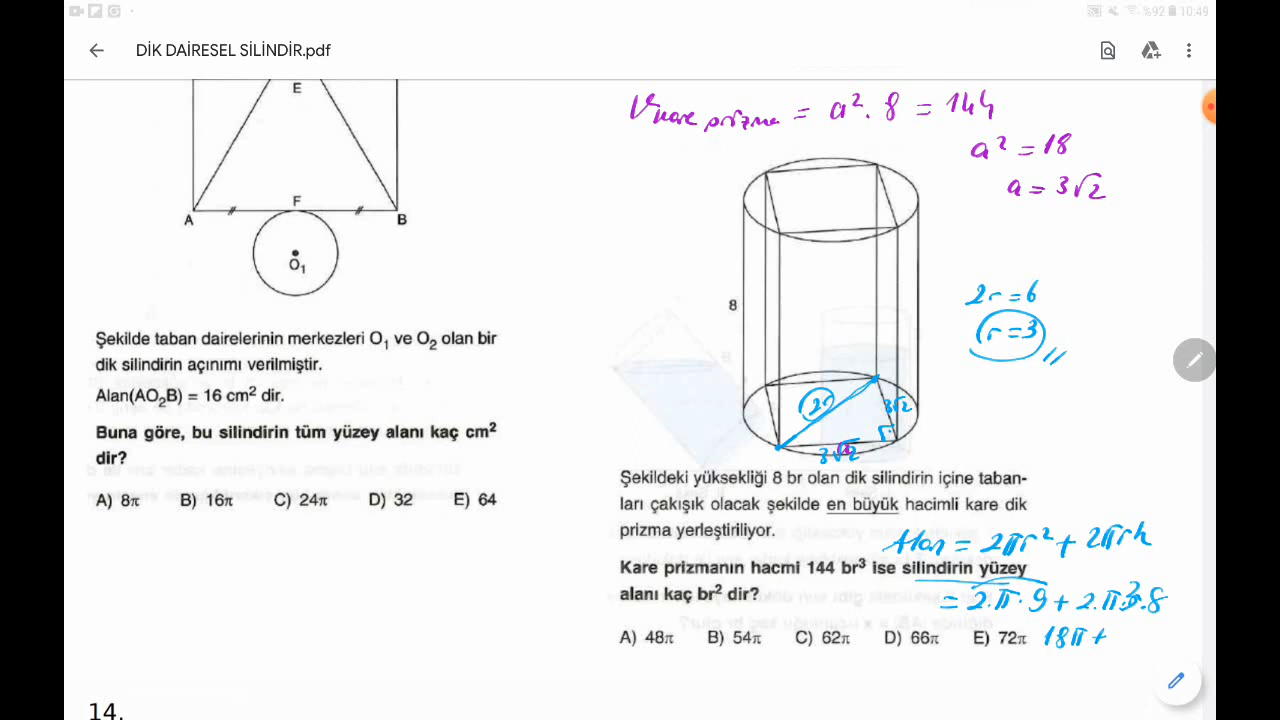 %92 10:49
DİK DAİRESEL SİLİNDİR.pdf
E
A
F
B
O1
Şekilde taban dairelerinin merkezleri O1 ve O2 olan bir
dik silindirin açınımı verilmiştir.
Alan(AO2B) = 16 cm2 dir.
Buna göre, bu silindirin tüm yüzey alanı kaç cm2
dir?
A) 8π B) 16π C) 24π D) 32 E) 64
14.
Vkare prizma = a². 8 = 144
a² = 18
a = 3√2
8
2r = 6
r = 3
2r
3√2
3√2
a
Şekildeki yüksekliği 8 br olan dik silindirin içine taban-
ları çakışık olacak şekilde en büyük hacimli kare dik
prizma yerleştiriliyor.
Alan = 2πr² + 2πrh
Kare prizmanın hacmi 144 br3 ise silindirin yüzey
alanı kaç br2 dir?
= 2.π.9 + 2.π.3.8
A) 48π B) 54π C) 62π D) 66π E) 72π
18π +